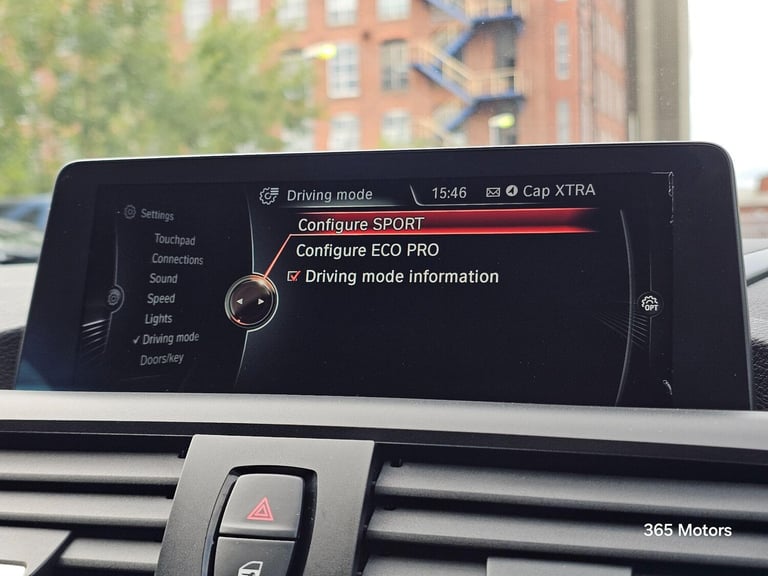 Driving mode
15:46
Cap XTRA
Settings
Touchpad
Connections
Sound
Speed
Lights
Driving mode
Doors/key
Configure SPORT
Configure ECO PRO
Driving mode information
OPT
365 Motors